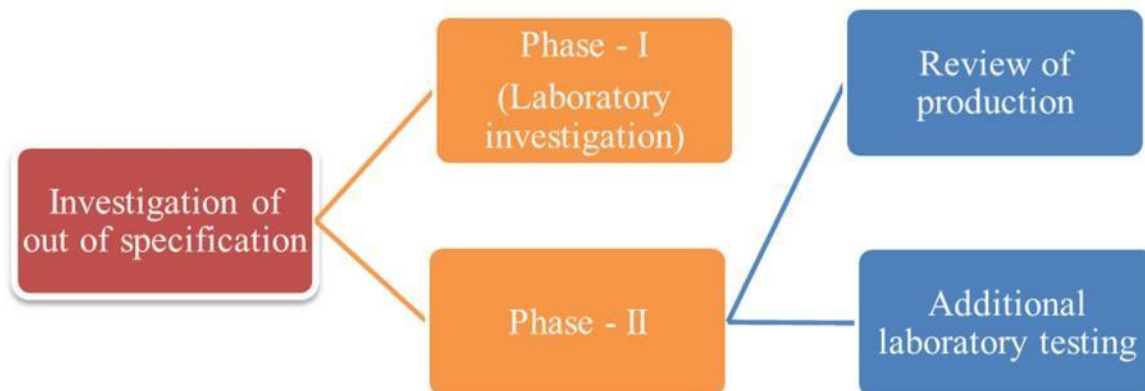 Investigation of
out of specification
Phase - I
(Laboratory
investigation)
Phase - II
Review of
production
Additional
laboratory testing